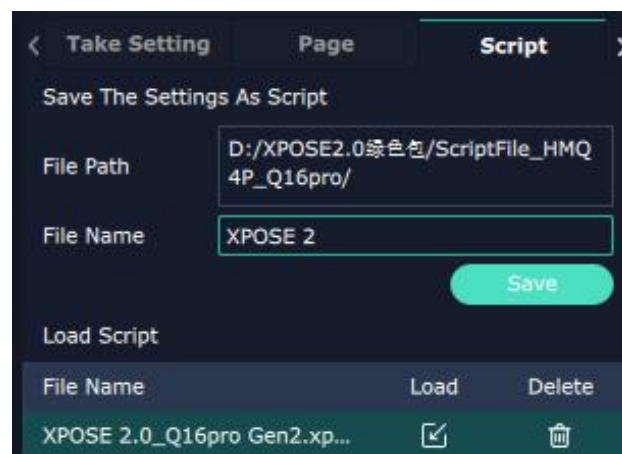 Take Setting Page Script
Save The Settings As Script
File Path
D:/XPOSE2.0绿色包/ScriptFile_HMQ
4P_Q16pro/
File Name XPOSE 2
Save
Load Script
File Name Load Delete
XPOSE 2.0_Q16pro Gen2.xp...